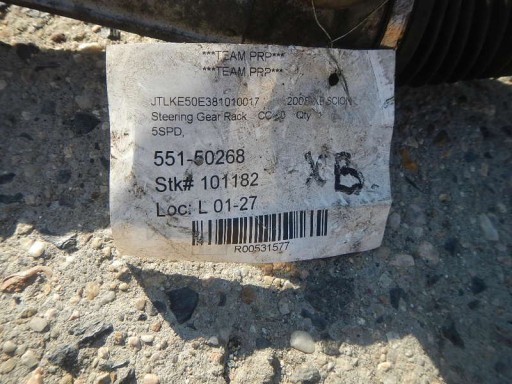 ***TEAM PRP***
***TEAM PRP***
JTLKE50E381010017 SCION
Steering Gear Rack Qty
5SPD,
551-50268
Stk# 101182 XB
Loc: L 01-27
R00531577